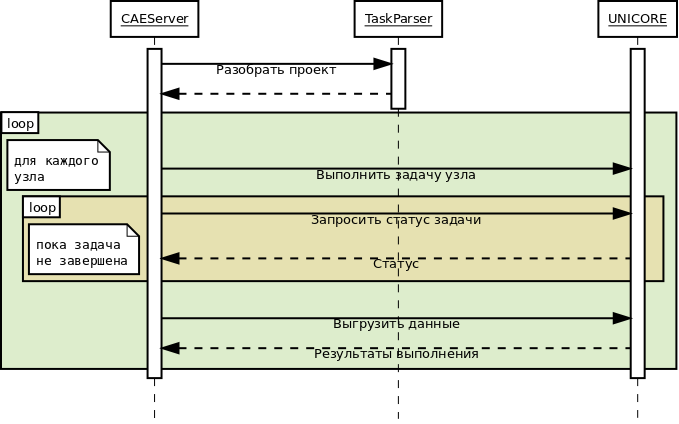 CAEServer
TaskParser
UNICORE
Разобрать проект
loop
для каждого
узла
Выполнить задачу узла
loop
Запросить статус задачи
пока задача
не завершена
Статус
Выгрузить данные
Результаты выполнения